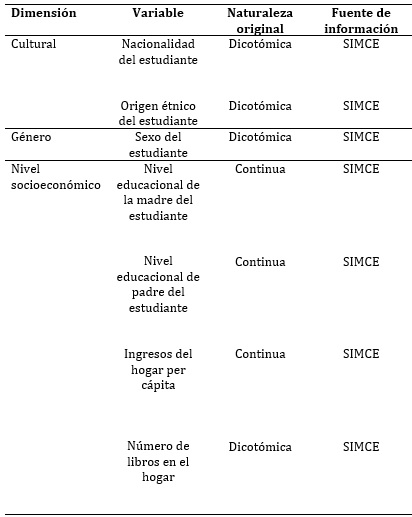 Dimensión Variable Naturaleza original Fuente de información
Cultural Nacionalidad del estudiante Dicotómica SIMCE
Origen étnico del estudiante Dicotómica SIMCE
Género Sexo del estudiante Dicotómica SIMCE
Nivel socioeconómico Nivel educacional de la madre del estudiante Continua SIMCE
Nivel educacional de padre del estudiante Continua SIMCE
Ingresos del hogar per cápita Continua SIMCE
Número de libros en el hogar Dicotómica SIMCE